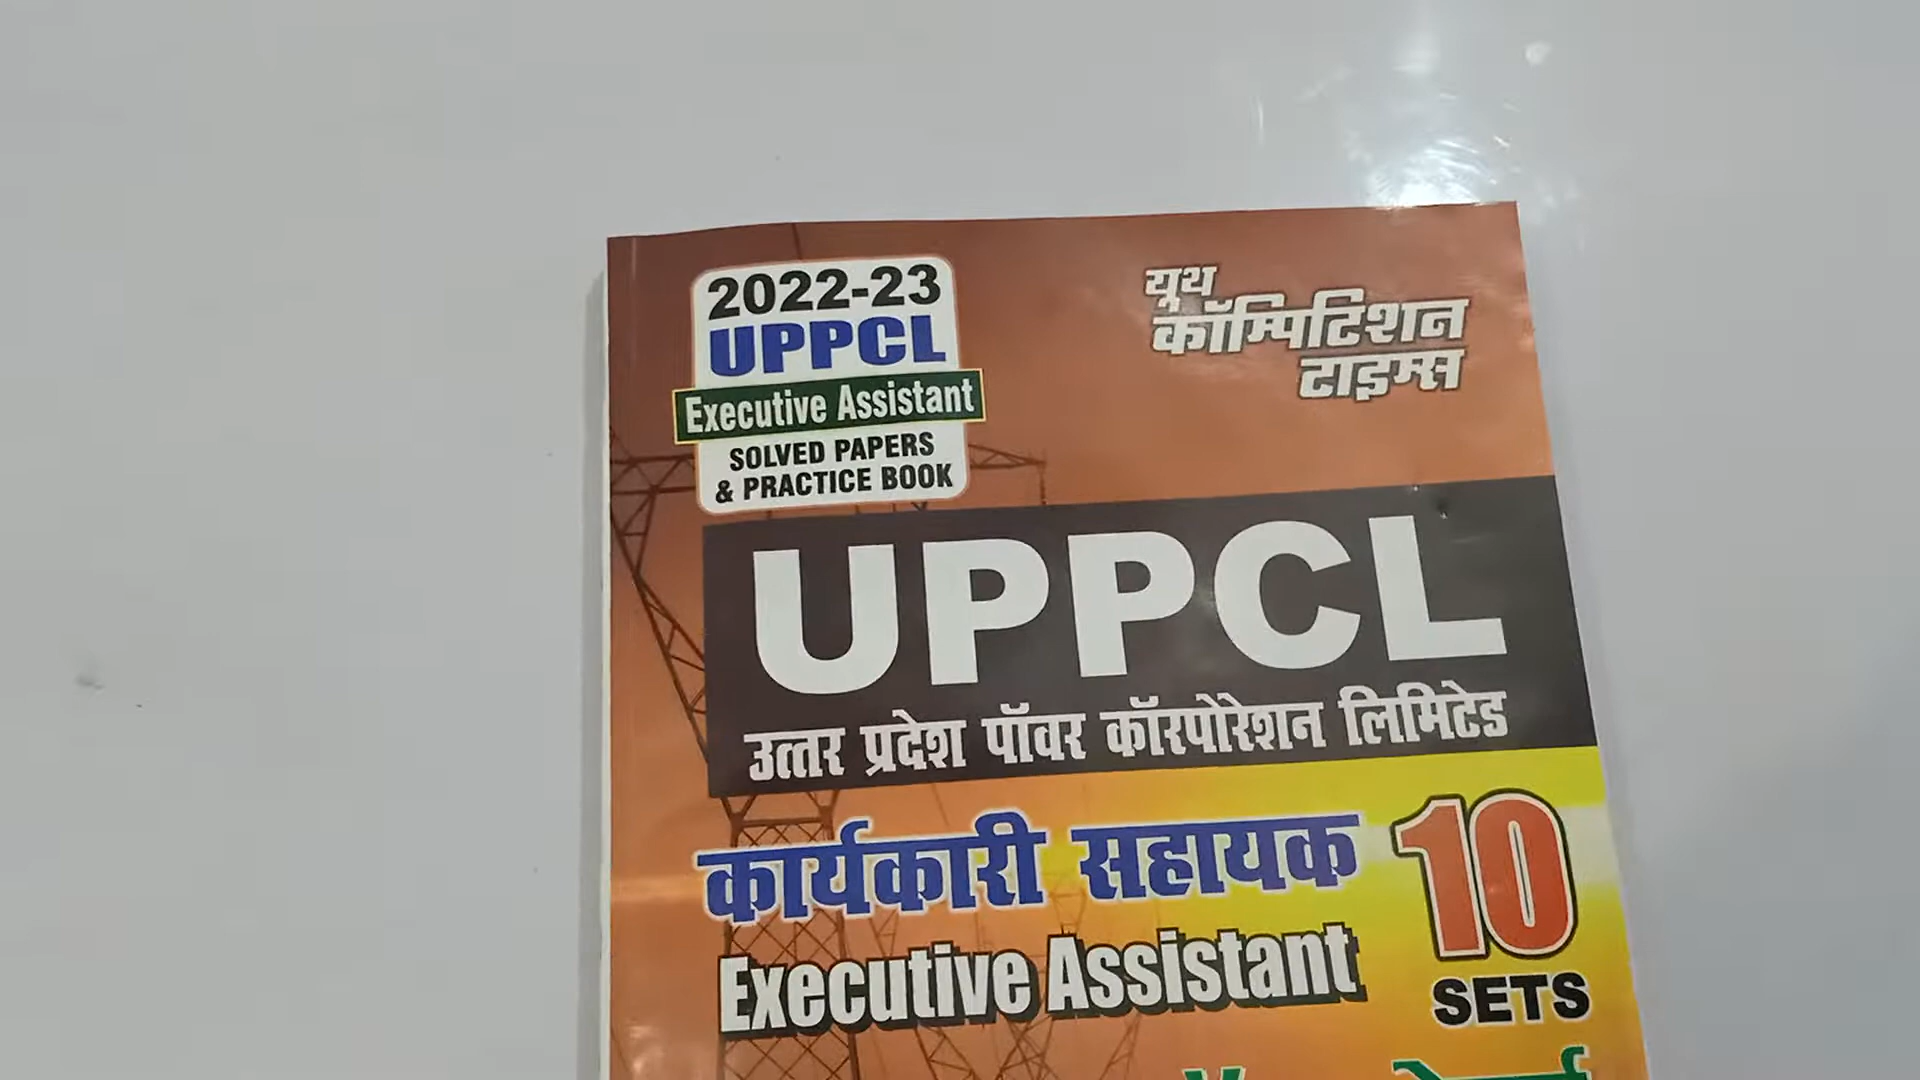 2022-23
UPPCL
Executive Assistant
SOLVED PAPERS
& PRACTICE BOOK
यूथ
कॉम्पिटिशन
टाइम्स
UPPCL
उत्तर प्रदेश पॉवर कॉरपोरेशन लिमिटेड
कार्यकारी सहायक
Executive Assistant
10
SETS